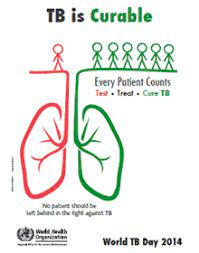 TB is Curable
Every Patient Counts
Test • Treat • Cure TB
No patient should be
left behind in the fight against TB
World Health
Organization
World TB Day 2014